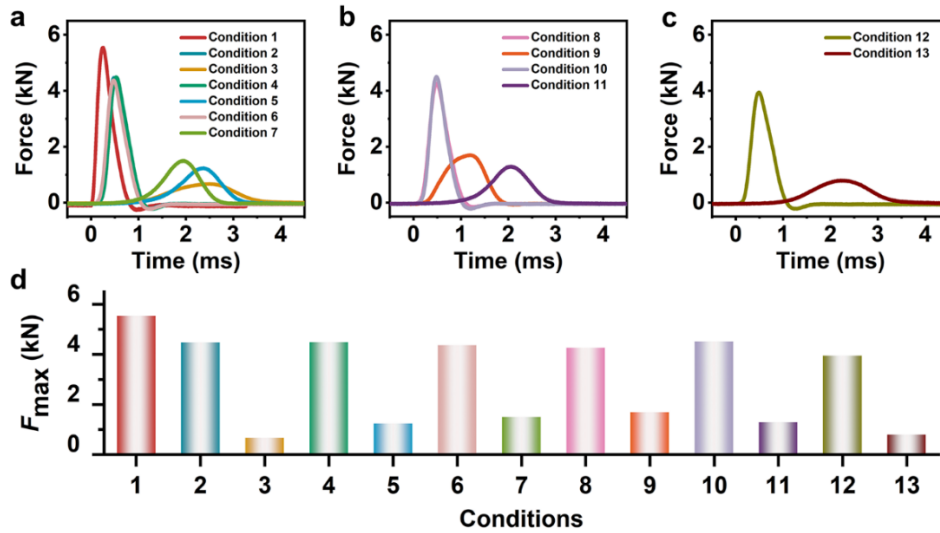 a
Force (kN)
6
4
2
0
0 1 2 3 4
Time (ms)
Condition 1
Condition 2
Condition 3
Condition 4
Condition 5
Condition 6
Condition 7
b
Force (kN)
6
4
2
0
0 1 2 3 4
Time (ms)
Condition 8
Condition 9
Condition 10
Condition 11
c
Force (kN)
6
4
2
0
0 1 2 3 4
Time (ms)
Condition 12
Condition 13
d
Fmax (kN)
6
4
2
0
1 2 3 4 5 6 7 8 9 10 11 12 13
Conditions